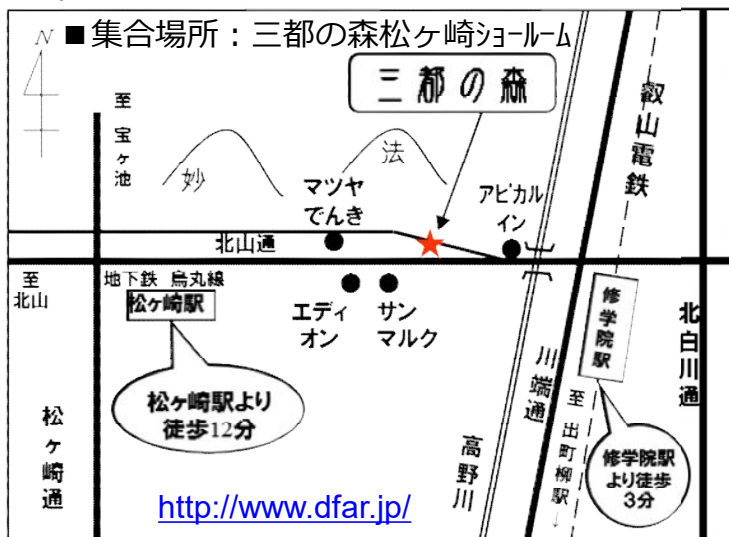 N
■集合場所：三都の森松ヶ崎ｼｮｰﾙｰﾑ
三都の森
至宝ヶ池
妙
法
マツヤ
でんき
アピカル
イン
叡山電鉄
北山通
至
北山
地下鉄 烏丸線
松ヶ崎駅
エディ
オン
サン
マルク
修学院駅
北白川通
松ヶ崎駅より
徒歩12分
松ヶ崎通
川端通
高野川
至出町柳駅↓
修学院駅
より徒歩
3分
http://www.dfar.jp/